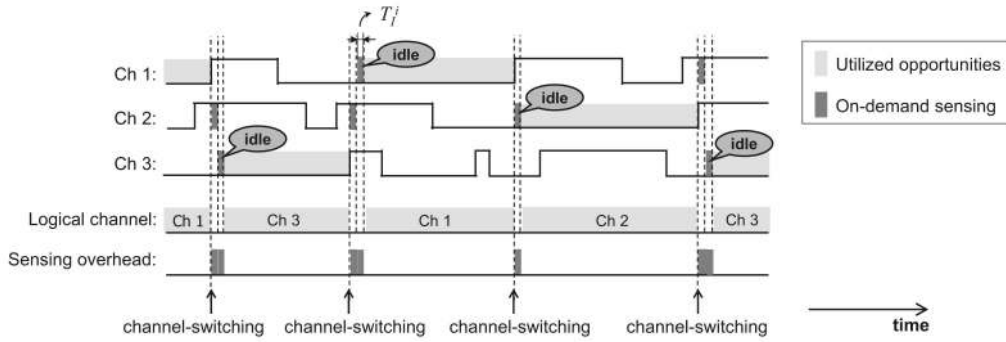 T_I^i
idle
Ch 1:
Utilized opportunities
On-demand sensing
idle
Ch 2:
idle
idle
Ch 3:
Logical channel: Ch 1 Ch 3 Ch 1 Ch 2 Ch 3
Sensing overhead:
channel-switching channel-switching channel-switching channel-switching
time